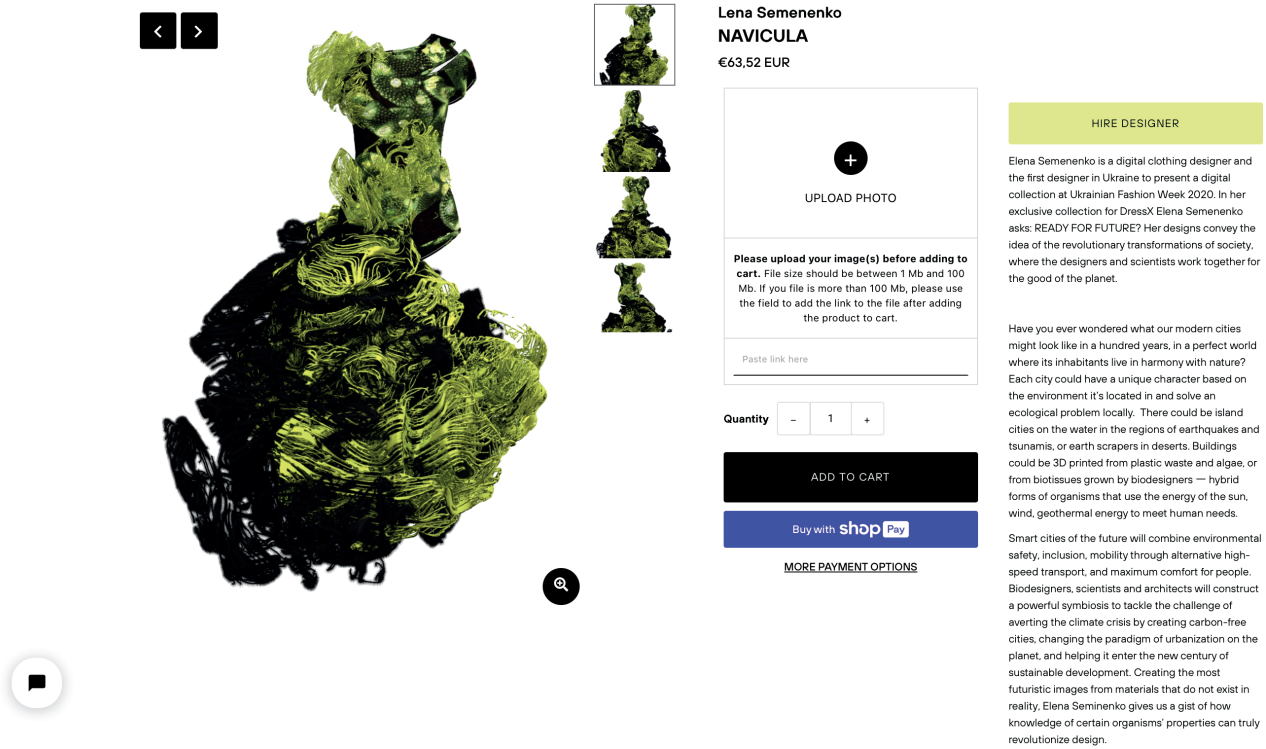 Lena Semenenko
NAVICULA
€63,52 EUR
UPLOAD PHOTO
Please upload your image(s) before adding to
cart. File size should be between 1 Mb and 100
Mb. If you file is more than 100 Mb, please use
the field to add the link to the file after adding
the product to cart.
Paste link here
Quantity
–
1
+
ADD TO CART
Buy with shop Pay
MORE PAYMENT OPTIONS
HIRE DESIGNER
Elena Semenenko is a digital clothing designer and
the first designer in Ukraine to present a digital
collection at Ukrainian Fashion Week 2020. In her
exclusive collection for DressX Elena Semenenko
asks: READY FOR FUTURE? Her designs convey the
idea of the revolutionary transformations of society,
where the designers and scientists work together for
the good of the planet.
Have you ever wondered what our modern cities
might look like in a hundred years, in a perfect world
where its inhabitants live in harmony with nature?
Each city could have a unique character based on
the environment it's located in and solve an
ecological problem locally.  There could be island
cities on the water in the regions of earthquakes and
tsunamis, or earth scrapers in deserts. Buildings
could be 3D printed from plastic waste and algae, or
from biotissues grown by biodesigners — hybrid
forms of organisms that use the energy of the sun,
wind, geothermal energy to meet human needs.
Smart cities of the future will combine environmental
safety, inclusion, mobility through alternative high-
speed transport, and maximum comfort for people.
Biodesigners, scientists and architects will construct
a powerful symbiosis to tackle the challenge of
averting the climate crisis by creating carbon-free
cities, changing the paradigm of urbanization on the
planet, and helping it enter the new century of
sustainable development. Creating the most
futuristic images from materials that do not exist in
reality, Elena Seminenko gives us a gist of how
knowledge of certain organisms' properties can truly
revolutionize design.